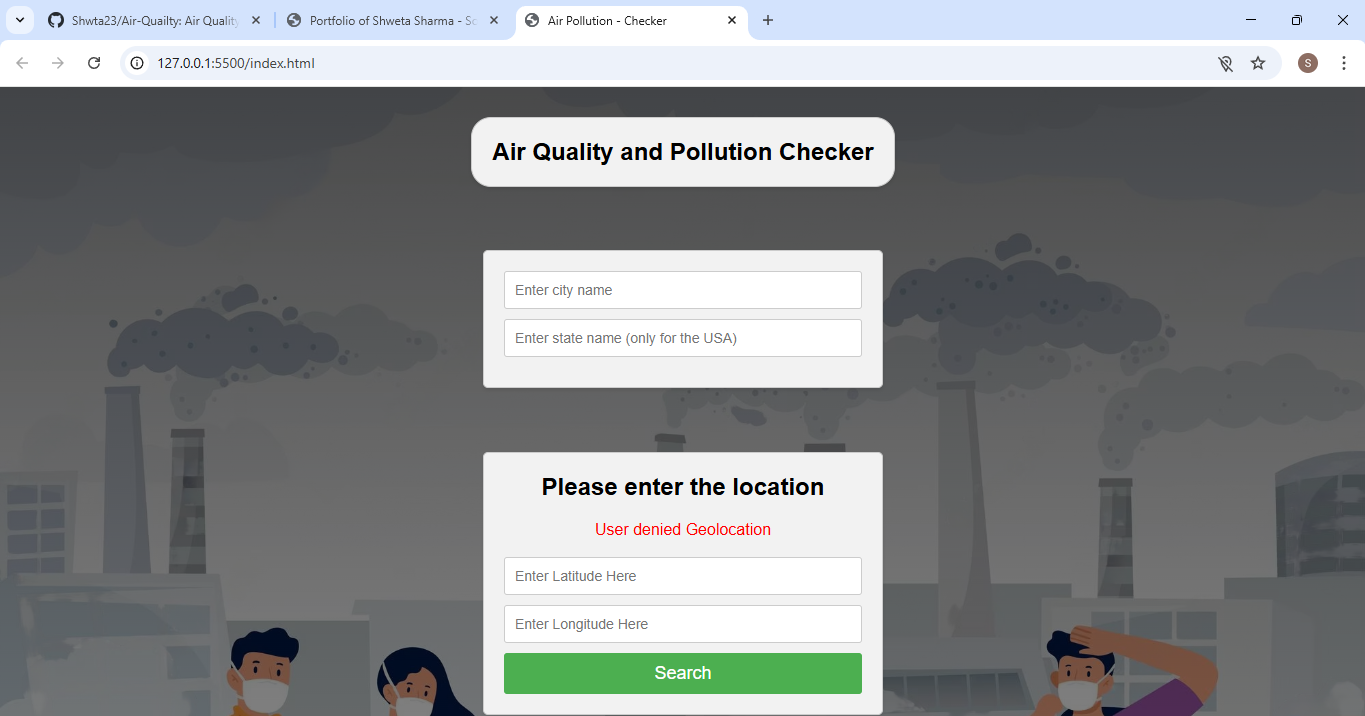 Shwta23/Air-Quailty: Air Quality
Portfolio of Shweta Sharma - So
Air Pollution - Checker
127.0.0.1:5500/index.html
S
Air Quality and Pollution Checker
Enter city name
Enter state name (only for the USA)
Please enter the location
User denied Geolocation
Enter Latitude Here
Enter Longitude Here
Search